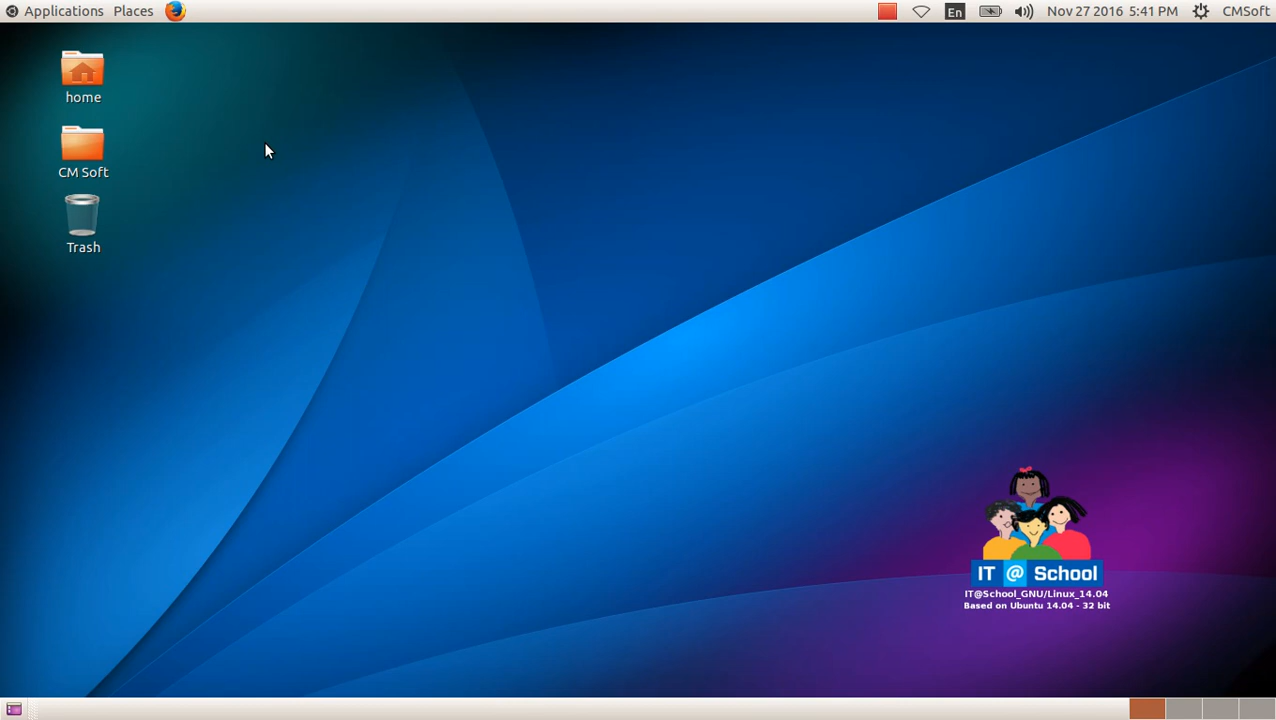 Applications Places En Nov 27 2016 5:41 PM CMSoft
home
CM Soft
Trash
IT @ School
IT@School_GNU/Linux_14.04
Based on Ubuntu 14.04 - 32 bit